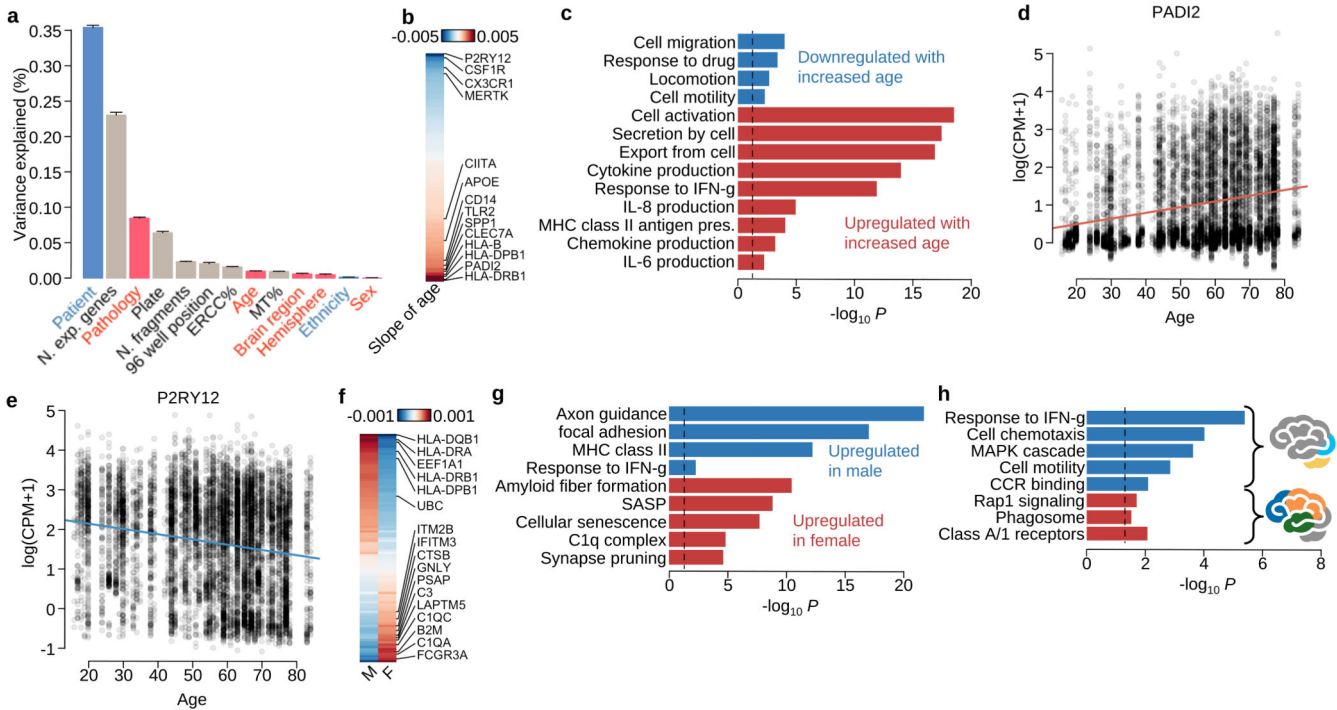 a
Variance explained (%)
0.35
0.30
0.25
0.20
0.15
0.10
0.05
0.00
Patient
N. exp. genes
Pathology
Plate
N. fragments
96 well position
ERCC%
Age
MT%
Brain region
Hemisphere
Ethnicity
Sex
b
-0.005 0.005
P2RY12
CSF1R
CX3CR1
MERTK
CIITA
APOE
CD14
TLR2
SPP1
CLEC7A
HLA-B
HLA-DPB1
PADI2
HLA-DRB1
Slope of age
c
Cell migration
Response to drug
Locomotion
Cell motility
Cell activation
Secretion by cell
Export from cell
Cytokine production
Response to IFN-g
IL-8 production
MHC class II antigen pres.
Chemokine production
IL-6 production
Downregulated with
increased age
Upregulated with
increased age
0 5 10 15 20
-log10 P
d
PADI2
log(CPM+1)
5
4
3
2
1
0
20 30 40 50 60 70 80
Age
e
P2RY12
log(CPM+1)
5
4
3
2
1
0
-1
20 30 40 50 60 70 80
Age
f
-0.001 0.001
HLA-DQB1
HLA-DRA
EEF1A1
HLA-DRB1
HLA-DPB1
UBC
ITM2B
IFITM3
CTSB
GNLY
PSAP
C3
LAPTM5
C1QC
B2M
C1QA
FCGR3A
M F
g
Axon guidance
focal adhesion
MHC class II
Response to IFN-g
Amyloid fiber formation
SASP
Cellular senescence
C1q complex
Synapse pruning
Upregulated
in male
Upregulated
in female
0 5 10 15 20
-log10 P
h
Response to IFN-g
Cell chemotaxis
MAPK cascade
Cell motility
CCR binding
Rap1 signaling
Phagosome
Class A/1 receptors
0 2 4 6 8
-log10 P